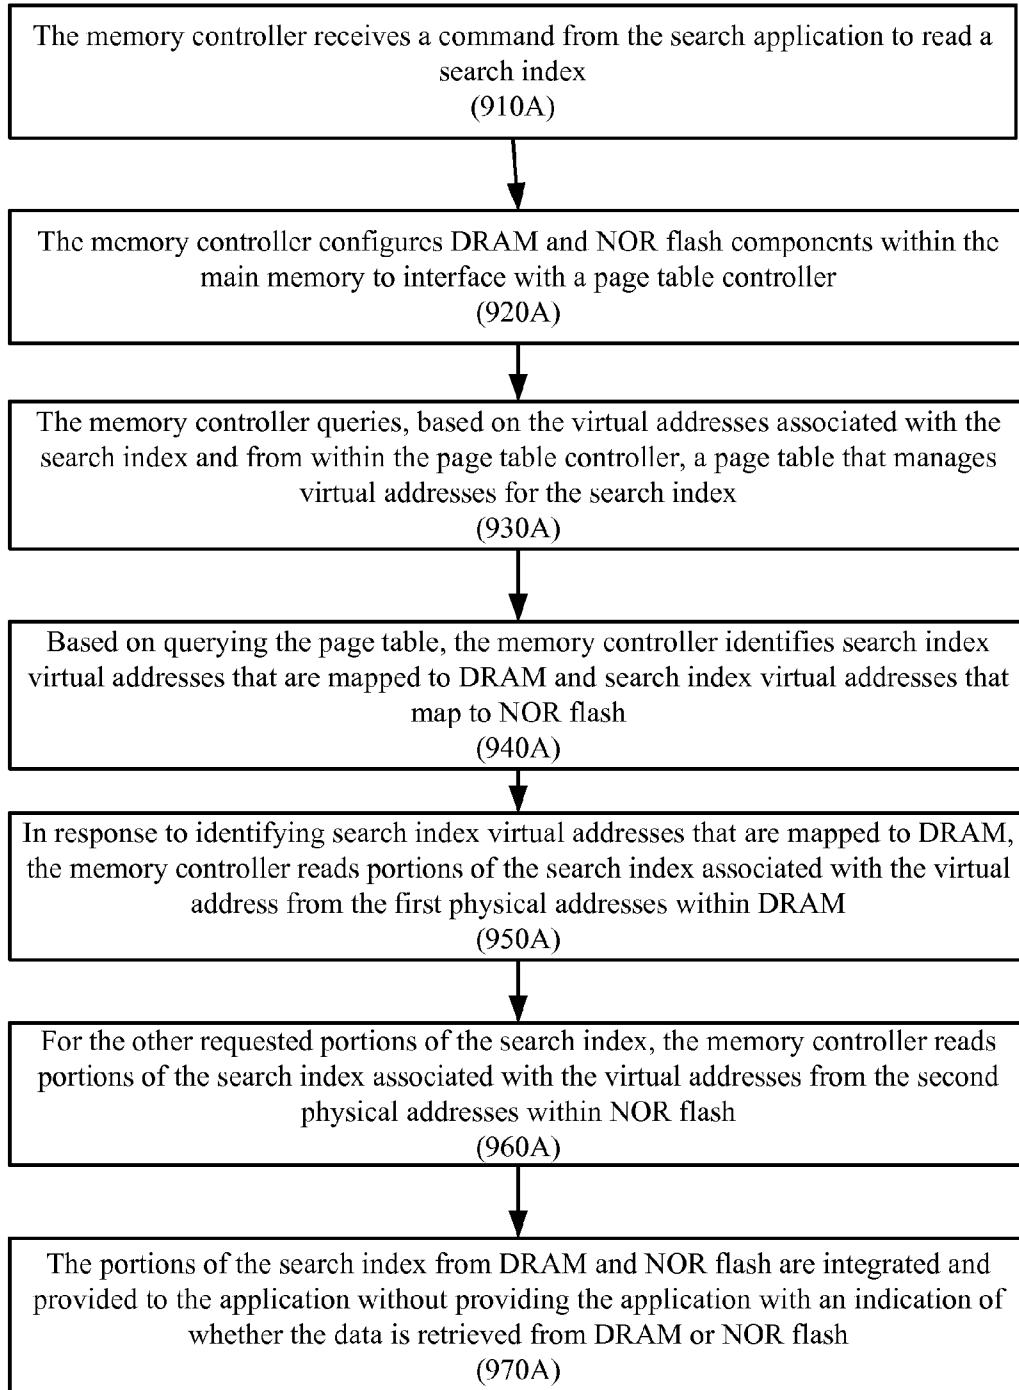 The memory controller receives a command from the search application to read a
search index
(910A)
The memory controller configures DRAM and NOR flash components within the
main memory to interface with a page table controller
(920A)
The memory controller queries, based on the virtual addresses associated with the
search index and from within the page table controller, a page table that manages
virtual addresses for the search index
(930A)
Based on querying the page table, the memory controller identifies search index
virtual addresses that are mapped to DRAM and search index virtual addresses that
map to NOR flash
(940A)
In response to identifying search index virtual addresses that are mapped to DRAM,
the memory controller reads portions of the search index associated with the virtual
address from the first physical addresses within DRAM
(950A)
For the other requested portions of the search index, the memory controller reads
portions of the search index associated with the virtual addresses from the second
physical addresses within NOR flash
(960A)
The portions of the search index from DRAM and NOR flash are integrated and
provided to the application without providing the application with an indication of
whether the data is retrieved from DRAM or NOR flash
(970A)